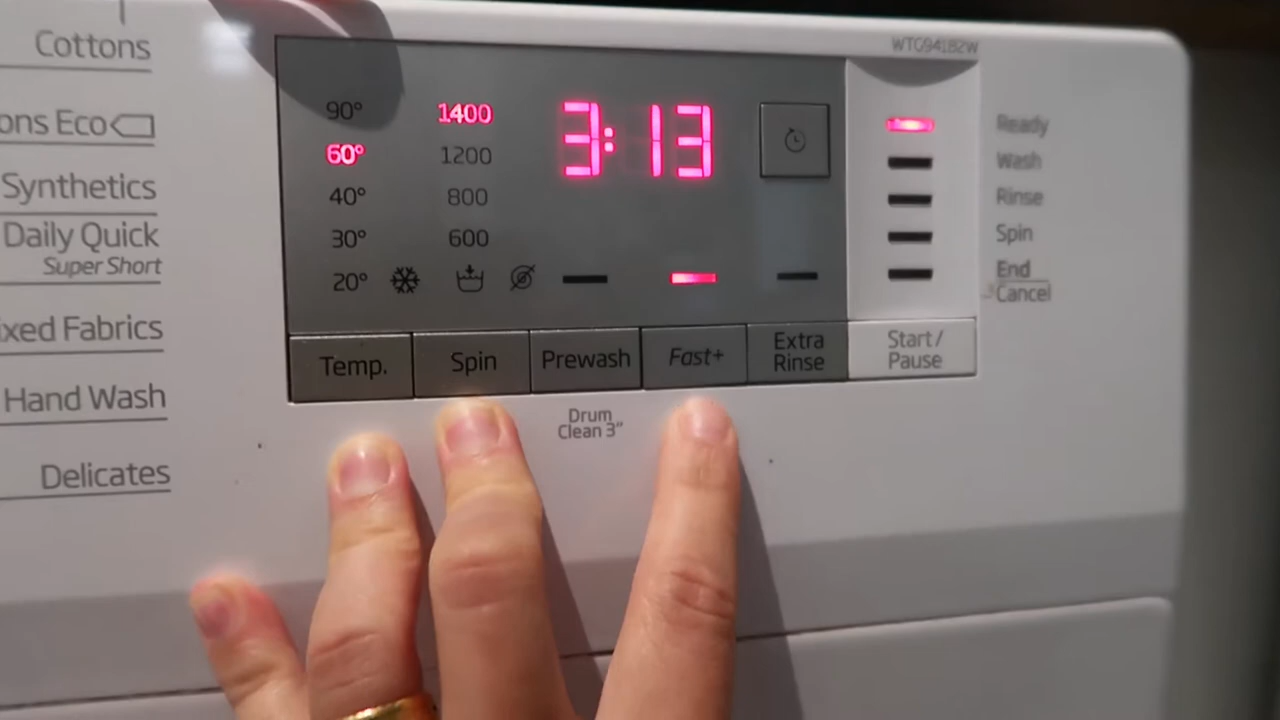 Cottons
ons Eco
Synthetics
Daily Quick
Super Short
ixed Fabrics
Hand Wash
Delicates
WTG941B2W
90° 1400 3:13
60° 1200
40° 800
30° 600
20°
Temp. Spin Prewash Fast+ Extra Rinse Start/ Pause
Drum
Clean 3"
Ready
Wash
Rinse
Spin
End
Cancel